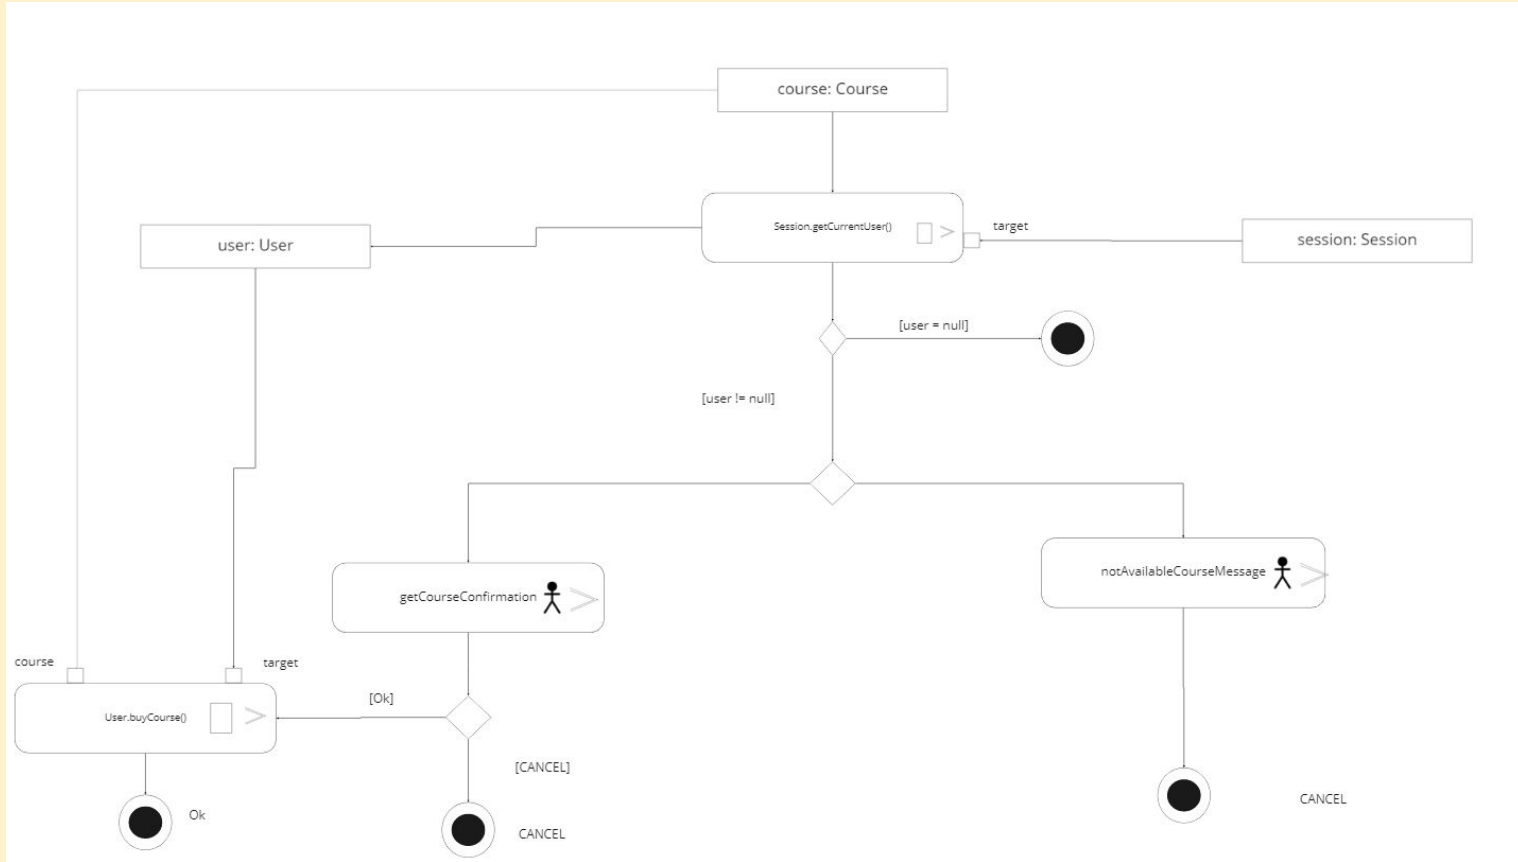 course: Course
Session.getCurrentUser()
target
session: Session
user: User
[user = null]
[user != null]
getCourseConfirmation
notAvailableCourseMessage
course
target
User.buyCourse()
[Ok]
[CANCEL]
Ok
CANCEL
CANCEL